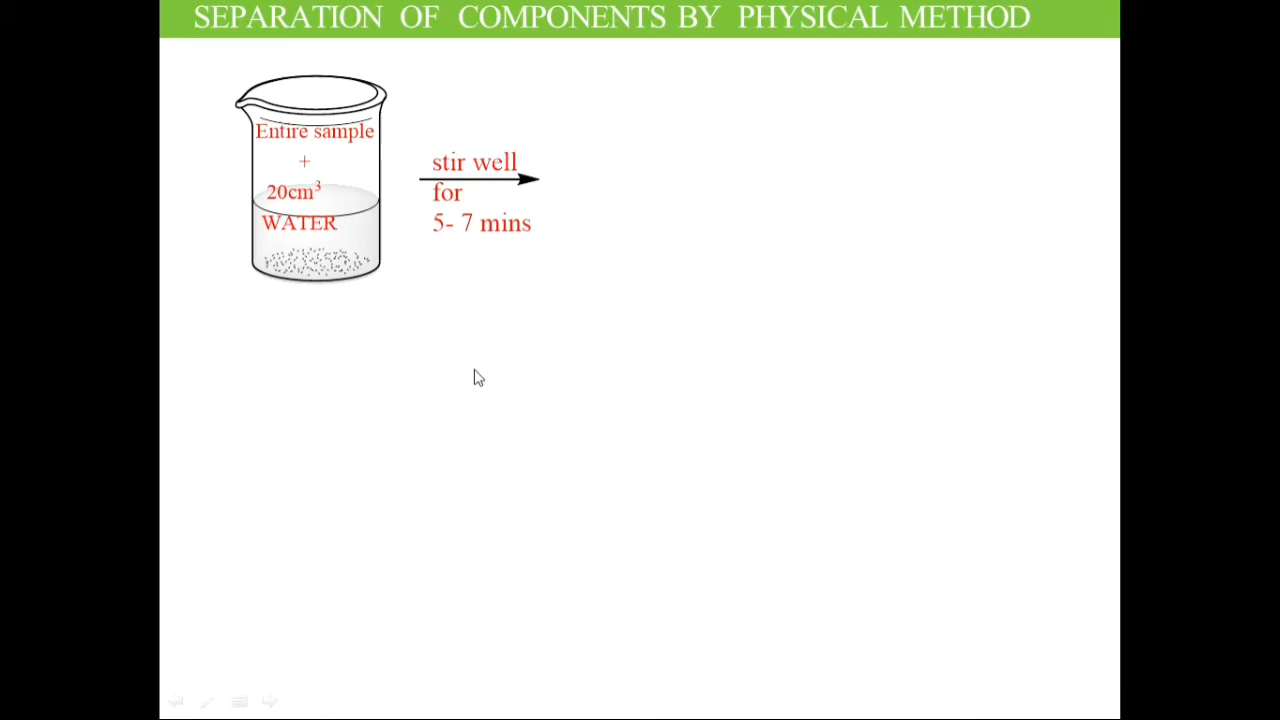 SEPARATION OF COMPONENTS BY PHYSICAL METHOD
Entire sample
+
20cm³
WATER
stir well
for
5- 7 mins